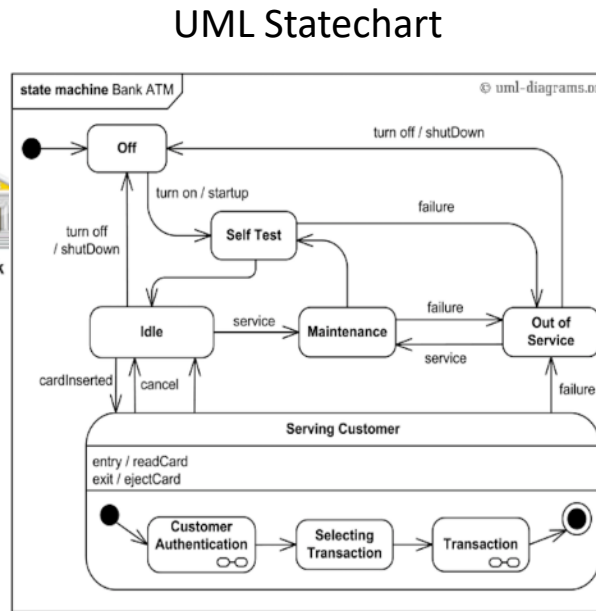 UML Statechart
state machine Bank ATM
© uml-diagrams.o
turn off / shutDown
Off
turn on / startup
failure
turn off
/ shutDown
Self Test
Idle
service
Maintenance
failure
Out of
Service
service
cardInserted
cancel
failure
Serving Customer
entry / readCard
exit / ejectCard
Customer
Authentication
Selecting
Transaction
Transaction